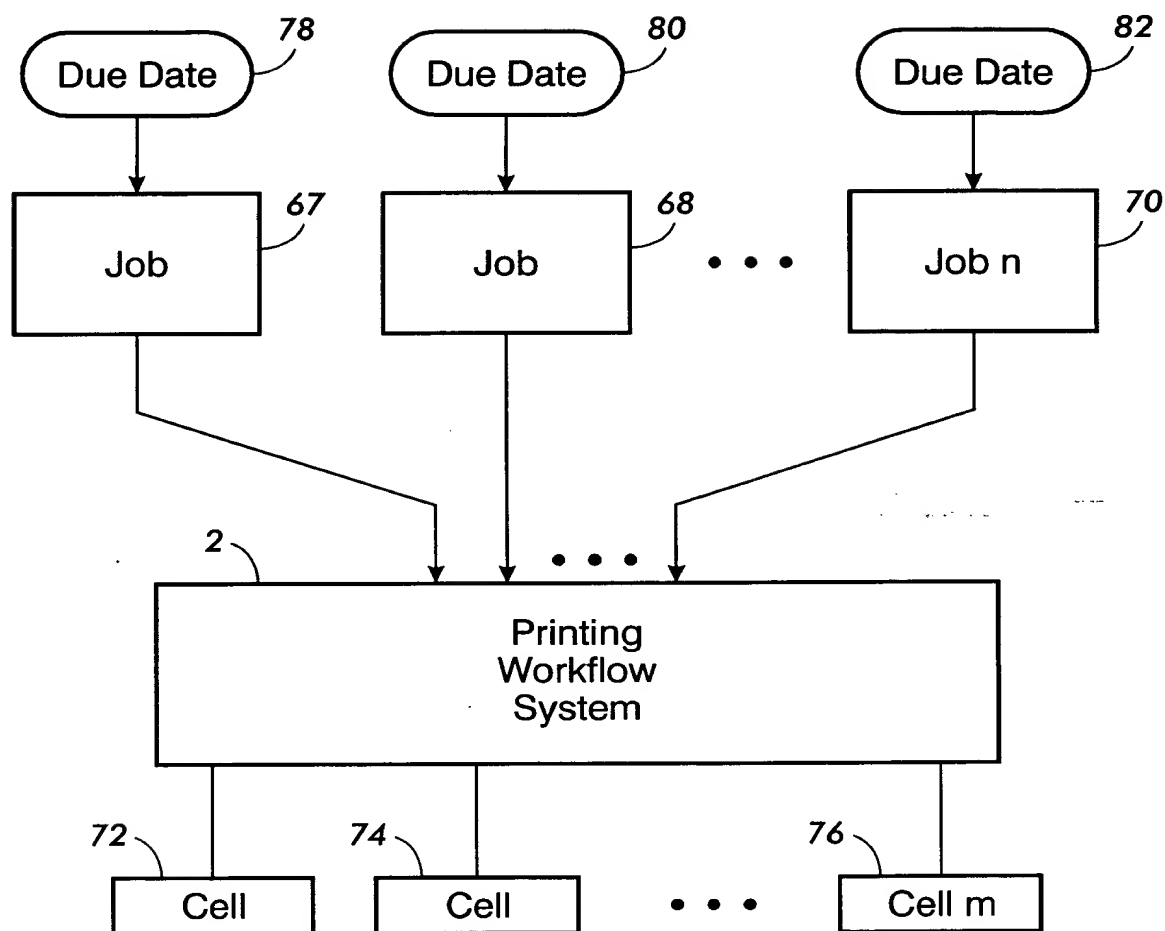 78
80
82
Due Date
Due Date
Due Date
67
68
70
Job
Job
Job n
2
Printing
Workflow
System
72
74
76
Cell
Cell
Cell m